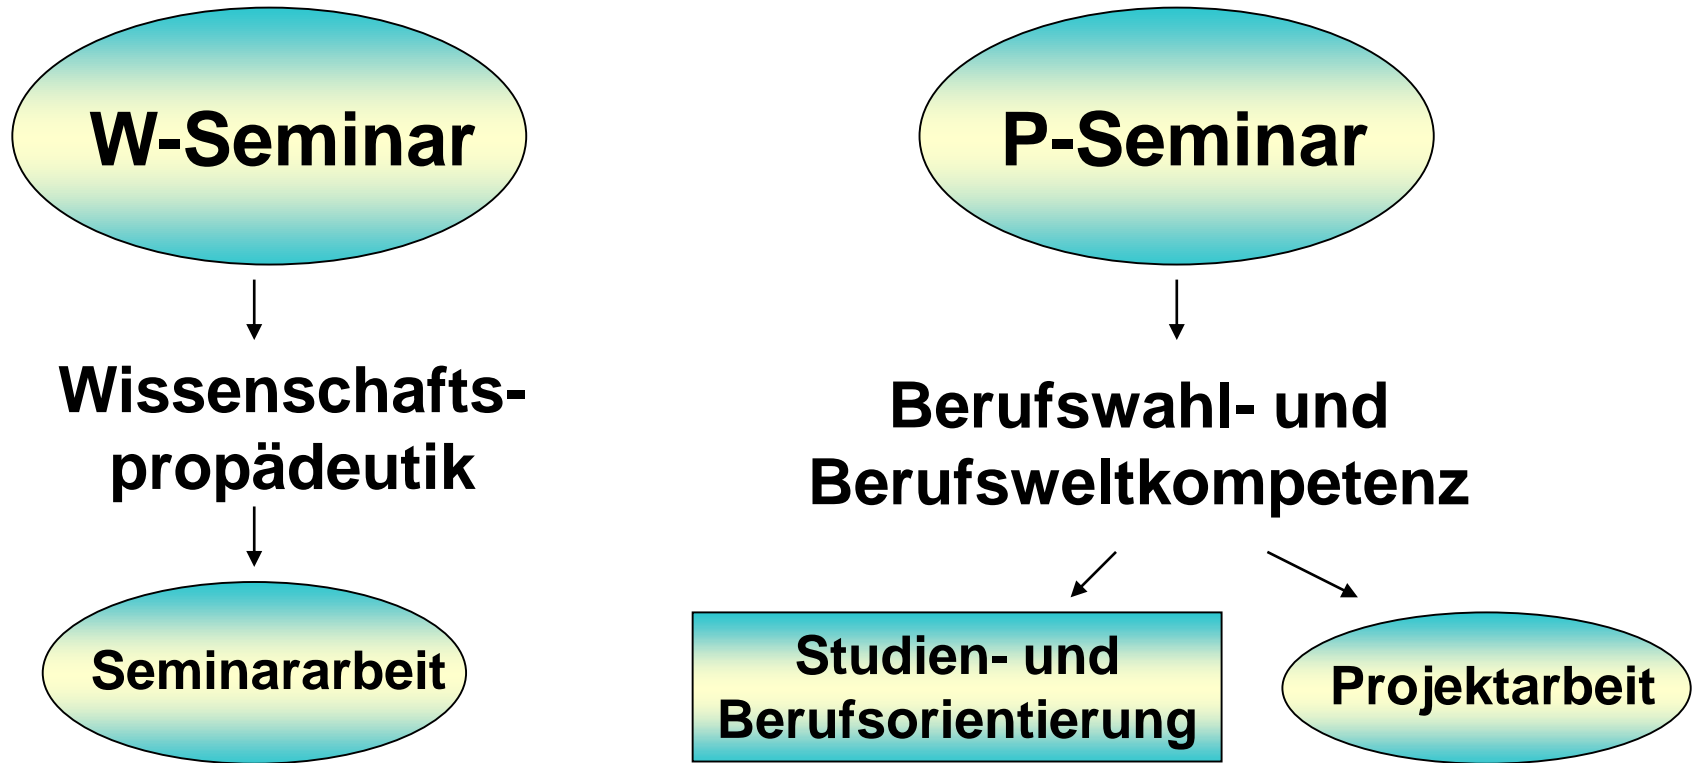 W-Seminar
Wissenschafts-
propädeutik
Seminararbeit
P-Seminar
Berufswahl- und
Berufsweltkompetenz
Studien- und
Berufsorientierung
Projektarbeit